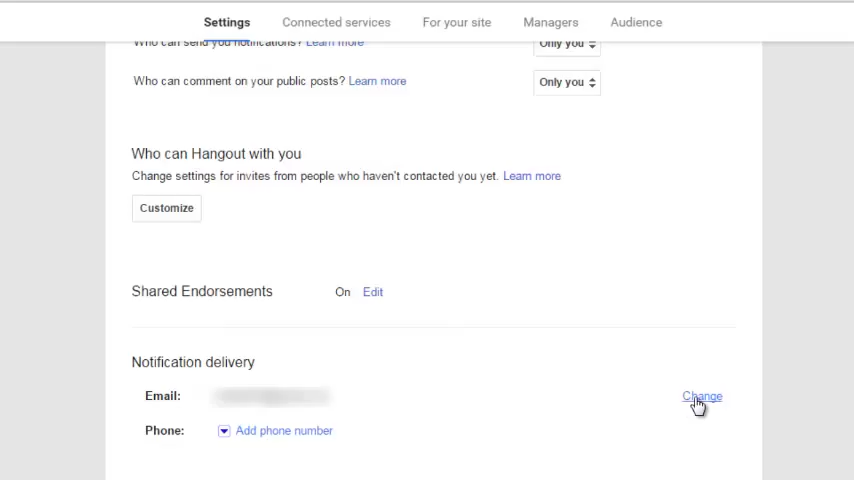 Settings Connected services For your site Managers Audience
Who can send you notifications? Learn more Only you
Who can comment on your public posts? Learn more Only you
Who can Hangout with you
Change settings for invites from people who haven't contacted you yet. Learn more
Customize
Shared Endorsements On Edit
Notification delivery
Email: Change
Phone: Add phone number